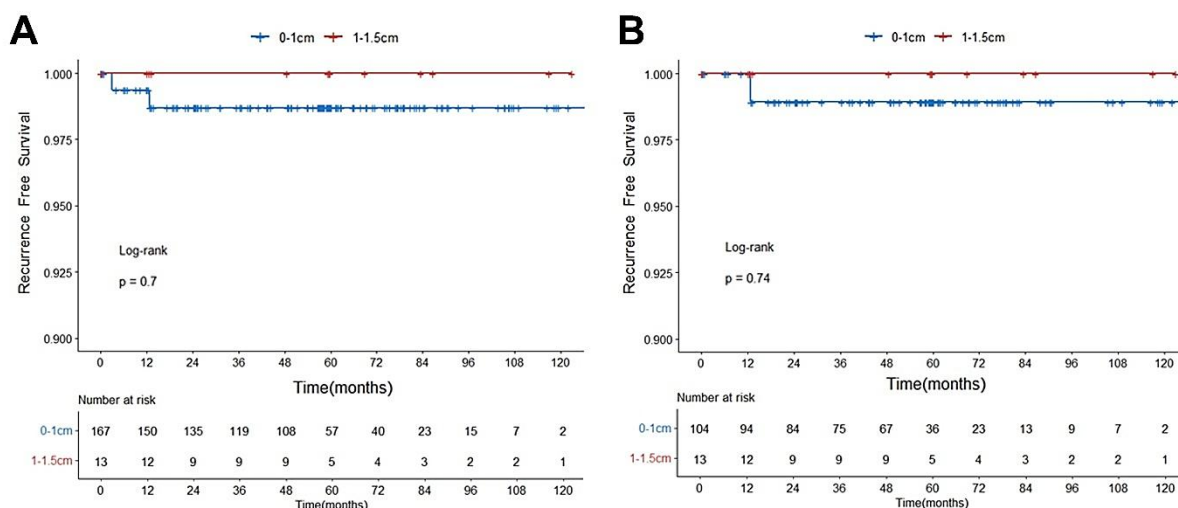 A
0-1cm 1-1.5cm
Recurrence Free Survival
1.000
0.975
0.950
0.925
0.900
Log-rank
p = 0.7
0 12 24 36 48 60 72 84 96 108 120
Time(months)
Number at risk
0-1cm 167 150 135 119 108 57 40 23 15 7 2
1-1.5cm 13 12 9 9 9 5 4 3 2 2 1
0 12 24 36 48 60 72 84 96 108 120
Time(months)
B
0-1cm 1-1.5cm
Recurrence Free Survival
1.000
0.975
0.950
0.925
0.900
Log-rank
p = 0.74
0 12 24 36 48 60 72 84 96 108 120
Time(months)
Number at risk
0-1cm 104 94 84 75 67 36 23 13 9 7 2
1-1.5cm 13 12 9 9 9 5 4 3 2 2 1
0 12 24 36 48 60 72 84 96 108 120
Time(months)